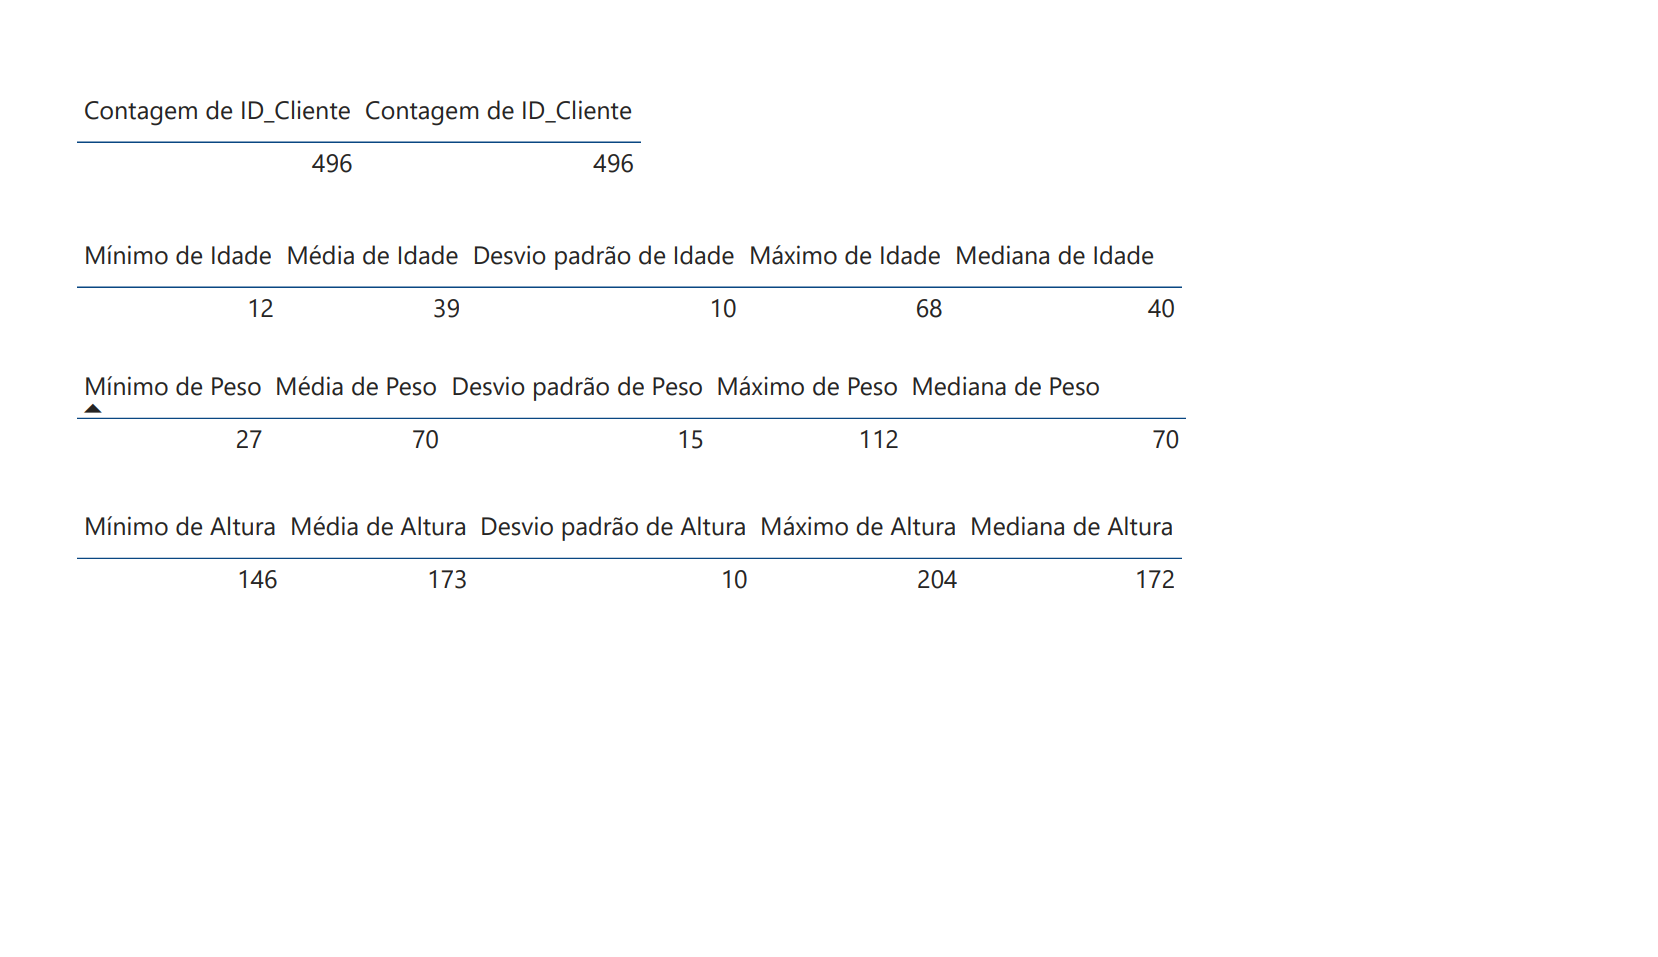 Contagem de ID_Cliente Contagem de ID_Cliente
496 496
Mínimo de Idade Média de Idade Desvio padrão de Idade Máximo de Idade Mediana de Idade
12 39 10 68 40
Mínimo de Peso Média de Peso Desvio padrão de Peso Máximo de Peso Mediana de Peso
27 70 15 112 70
Mínimo de Altura Média de Altura Desvio padrão de Altura Máximo de Altura Mediana de Altura
146 173 10 204 172